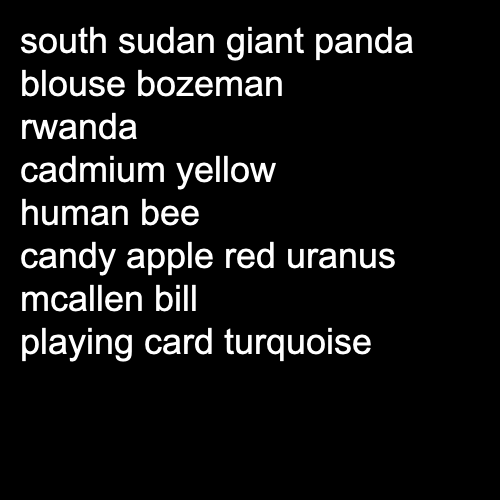 south sudan giant panda
blouse bozeman
rwanda
cadmium yellow
human bee
candy apple red uranus
mcallen bill
playing card turquoise